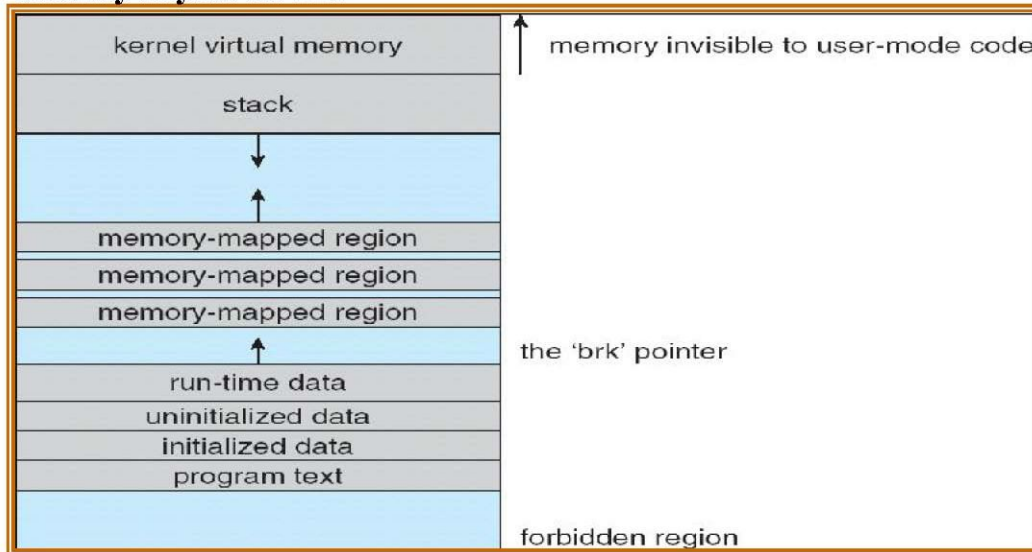 kernel virtual memory
memory invisible to user-mode code
stack
memory-mapped region
memory-mapped region
memory-mapped region
the 'brk' pointer
run-time data
uninitialized data
initialized data
program text
forbidden region